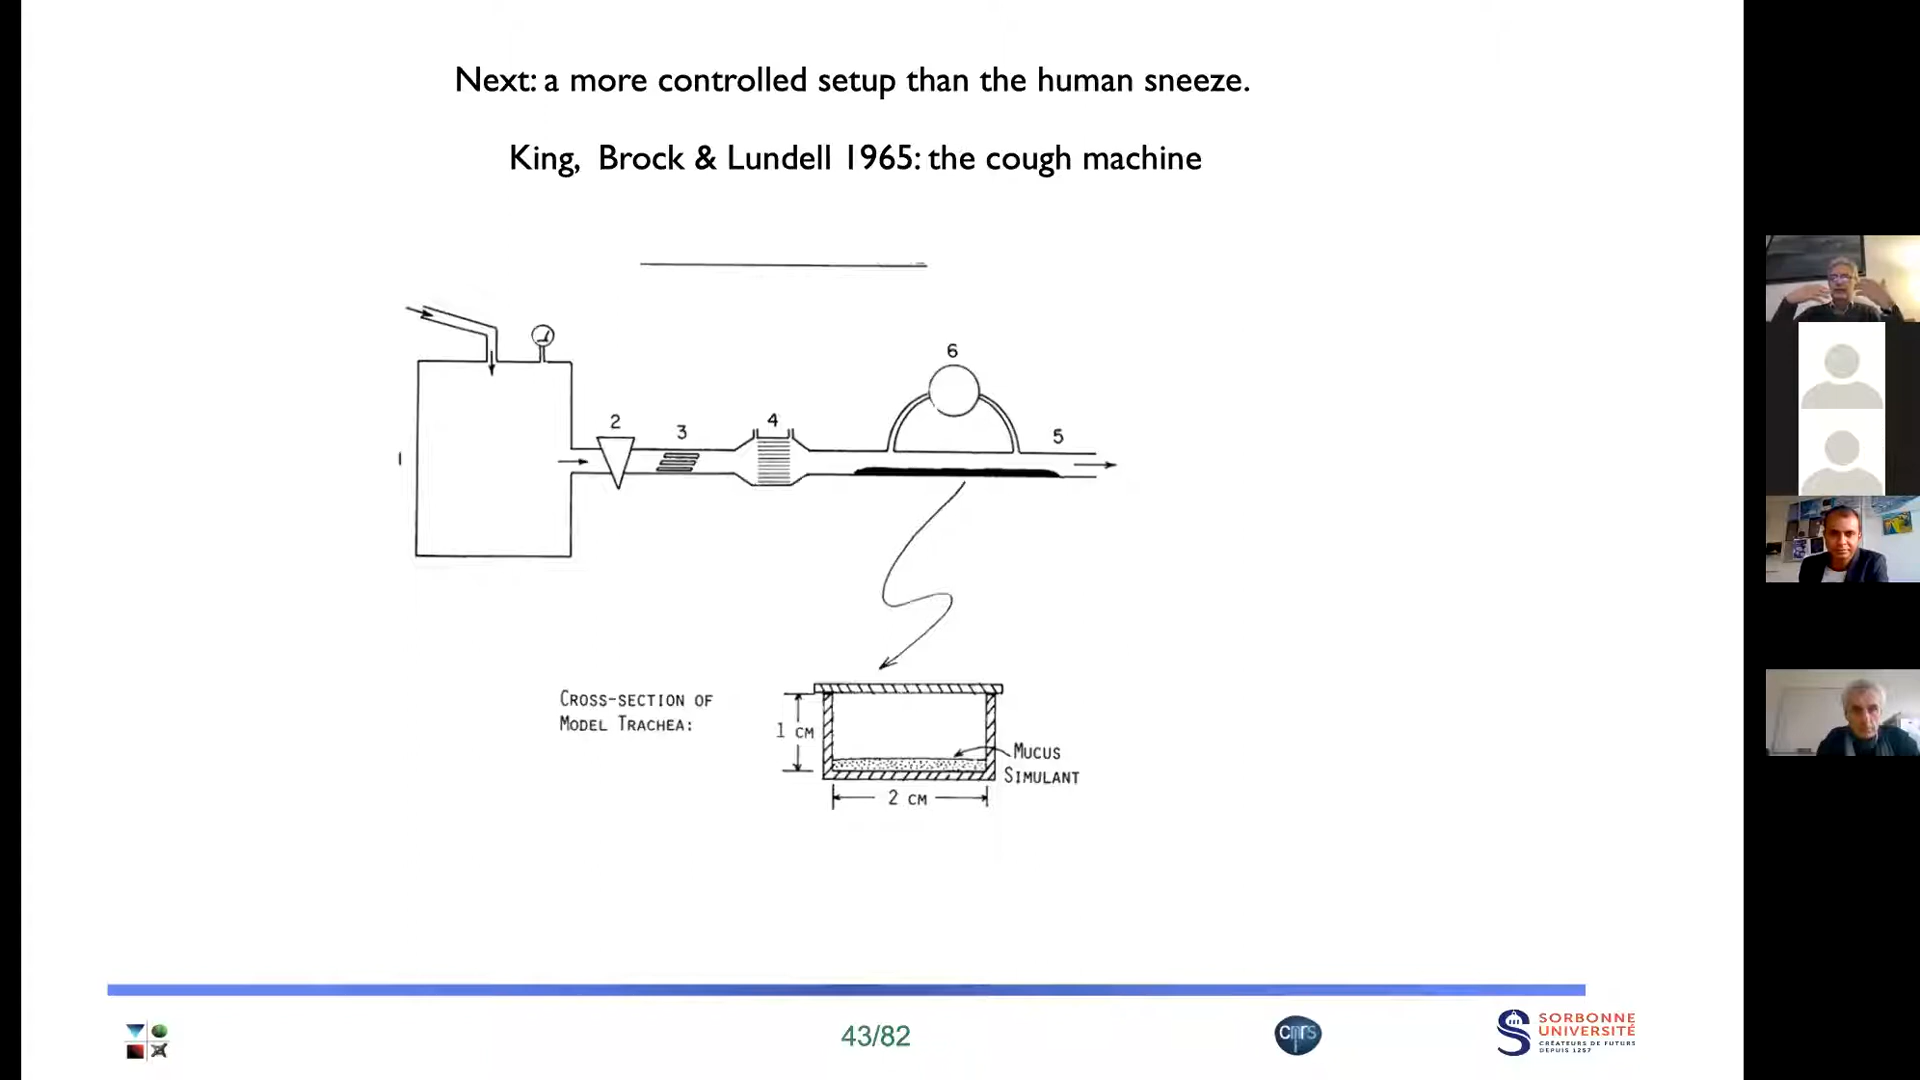 Next: a more controlled setup than the human sneeze.
King, Brock & Lundell 1965: the cough machine
6
2
3
4
5
1
CROSS-SECTION OF
MODEL TRACHEA:
1 CM
MUCUS
SIMULANT
2 CM
43/82
cnrs
SORBONNE
UNIVERSITÉ
CRÉATEURS DE FUTURS
DEPUIS 1257